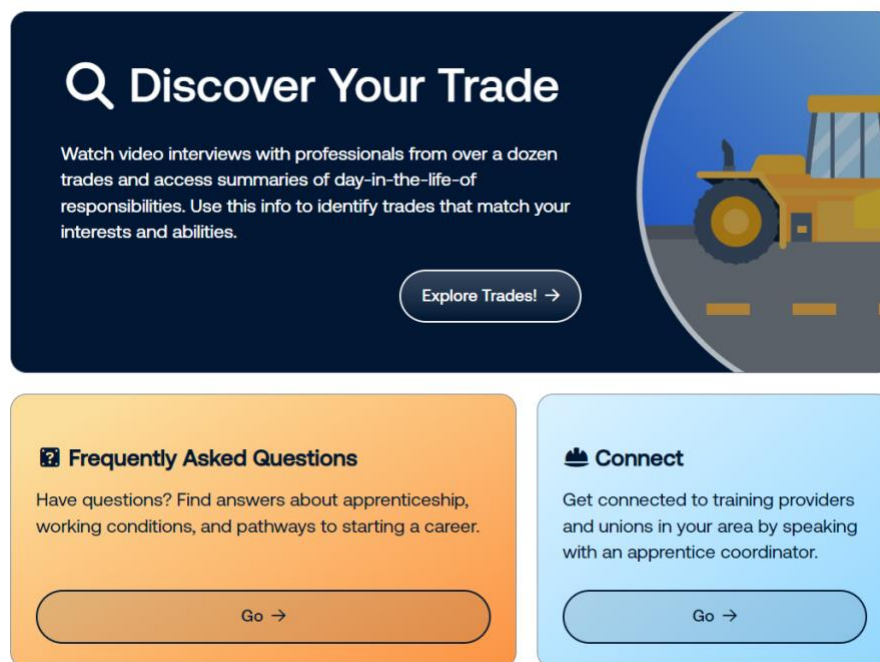 Discover Your Trade
Watch video interviews with professionals from over a dozen
trades and access summaries of day-in-the-life-of
responsibilities. Use this info to identify trades that match your
interests and abilities.
Explore Trades! →
? Frequently Asked Questions
Have questions? Find answers about apprenticeship,
working conditions, and pathways to starting a career.
Go →
Connect
Get connected to training providers
and unions in your area by speaking
with an apprentice coordinator.
Go →